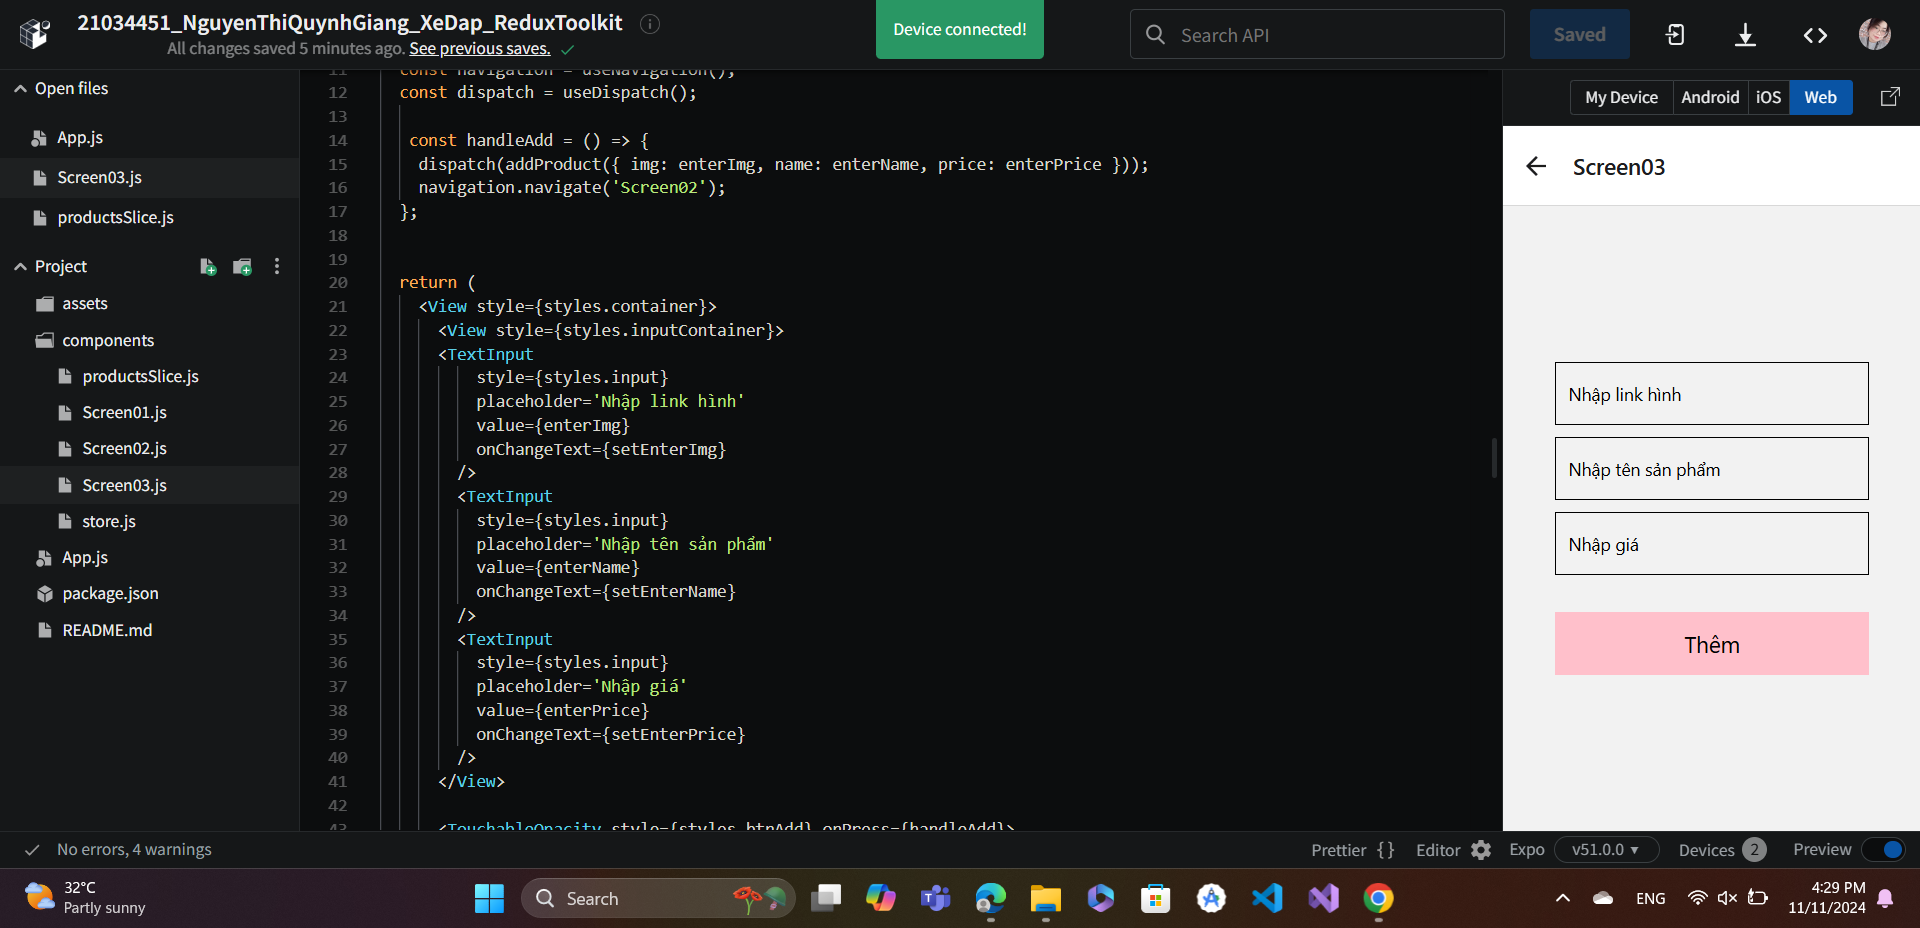 21034451_NguyenThiQuynhGiang_XeDap_ReduxToolkit
All changes saved 5 minutes ago. See previous saves.
Device connected!
Search API
Saved
Open files
App.js
Screen03.js
productsSlice.js
Project
assets
components
productsSlice.js
Screen01.js
Screen02.js
Screen03.js
store.js
App.js
package.json
README.md
11 const navigation = useNavigation();
12 const dispatch = useDispatch();
13
14 const handleAdd = () => {
15 dispatch(addProduct({ img: enterImg, name: enterName, price: enterPrice }));
16 navigation.navigate('Screen02');
17 };
18
19
20 return (
21 <View style={styles.container}>
22 <View style={styles.inputContainer}>
23 <TextInput
24 style={styles.input}
25 placeholder='Nhập link hình'
26 value={enterImg}
27 onChangeText={setEnterImg}
28 />
29 <TextInput
30 style={styles.input}
31 placeholder='Nhập tên sản phẩm'
32 value={enterName}
33 onChangeText={setEnterName}
34 />
35 <TextInput
36 style={styles.input}
37 placeholder='Nhập giá'
38 value={enterPrice}
39 onChangeText={setEnterPrice}
40 />
41 </View>
42
43 <TouchableOpacity style={styles.btnAdd} onPress={handleAdd}>
My Device Android iOS Web
Screen03
Nhập link hình
Nhập tên sản phẩm
Nhập giá
Thêm
No errors, 4 warnings
Prettier { } Editor Expo v51.0.0 Devices 2 Preview
32°C
Partly sunny
Search
ENG
4:29 PM
11/11/2024